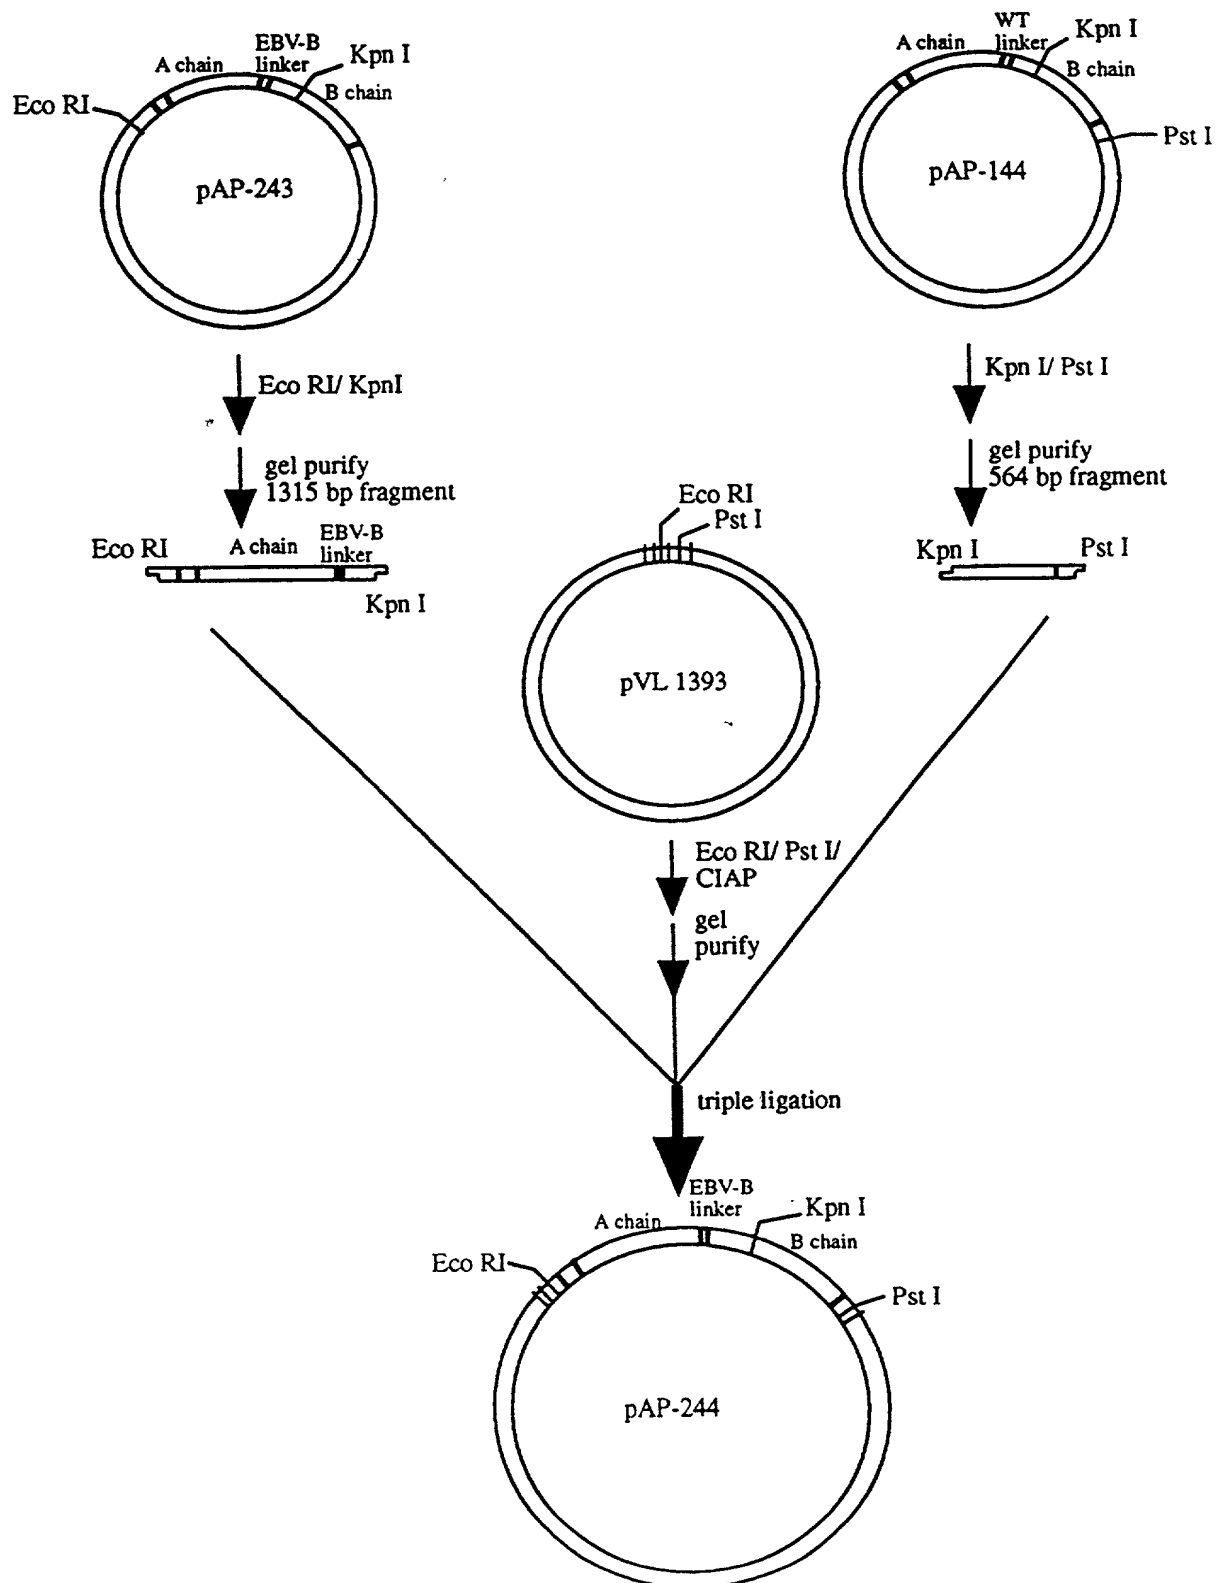 EBV-B
linker
Kpn I
A chain
B chain
Eco RI
pAP-243
WT
linker
Kpn I
A chain
B chain
Pst I
pAP-144
Eco RI/ KpnI
gel purify
1315 bp fragment
Kpn I/ Pst I
gel purify
564 bp fragment
Eco RI
A chain
EBV-B
linker
Kpn I
Eco RI
Pst I
Kpn I
Pst I
pVL 1393
Eco RI/ Pst I/
CIAP
gel
purify
triple ligation
EBV-B
linker
Kpn I
A chain
B chain
Eco RI
Pst I
pAP-244